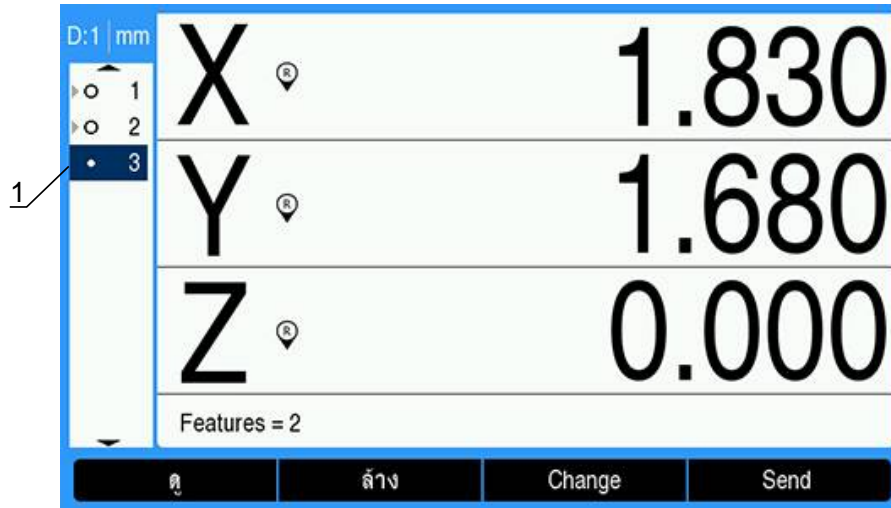 D:1 mm
1
2
3
1
X R 1.830
Y R 1.680
Z R 0.000
Features = 2
ดู ล้าง Change Send